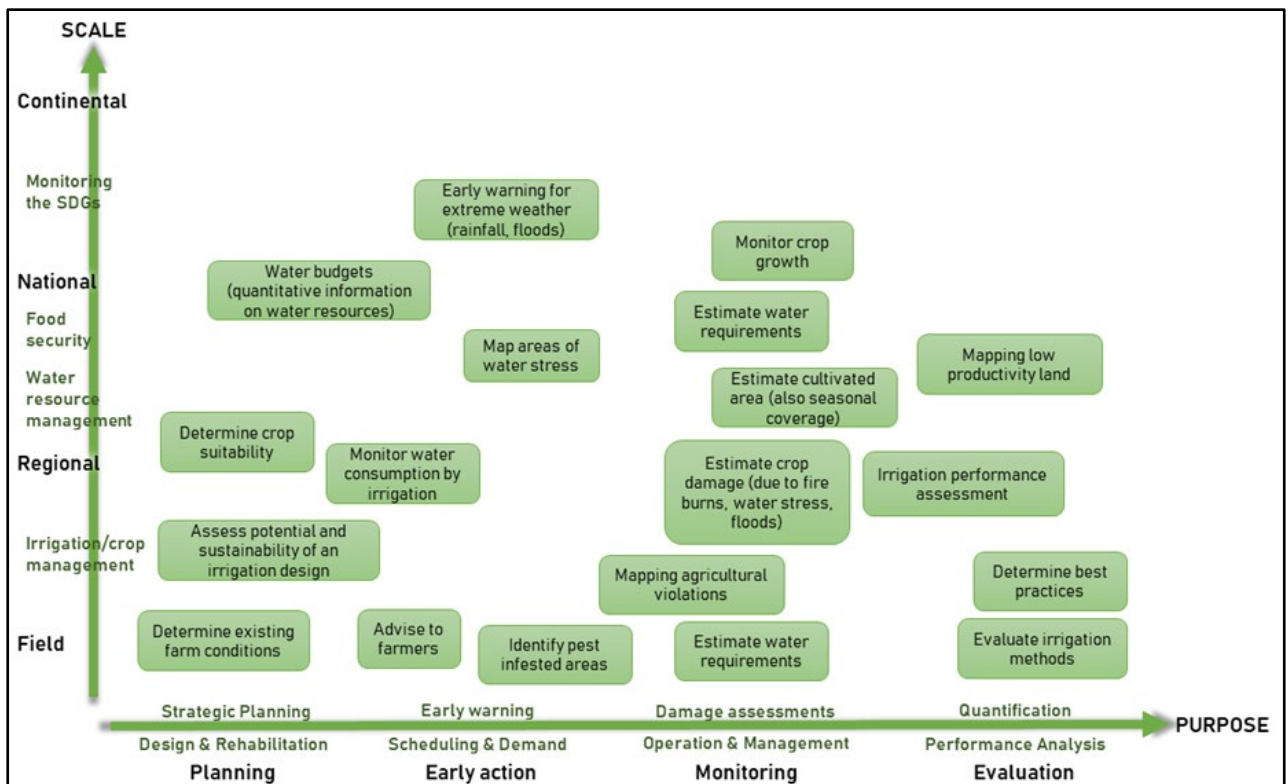 SCALE
Continental
Monitoring
the SDGs
Early warning for
extreme weather
(rainfall, floods)
Monitor crop
growth
National
Water budgets
(quantitative information
on water resources)
Food
security
Estimate water
requirements
Map areas of
water stress
Mapping low
productivity land
Water
resource
management
Estimate cultivated
area (also seasonal
coverage)
Determine crop
suitability
Regional
Monitor water
consumption by
irrigation
Estimate crop
damage (due to fire
burns, water stress,
floods)
Irrigation performance
assessment
Irrigation/crop
management
Assess potential and
sustainability of an
irrigation design
Mapping agricultural
violations
Determine best
practices
Field
Determine existing
farm conditions
Advise to
farmers
Identify pest
infested areas
Estimate water
requirements
Evaluate irrigation
methods
Strategic Planning
Early warning
Damage assessments
Quantification
PURPOSE
Design & Rehabilitation
Scheduling & Demand
Operation & Management
Performance Analysis
Planning
Early action
Monitoring
Evaluation